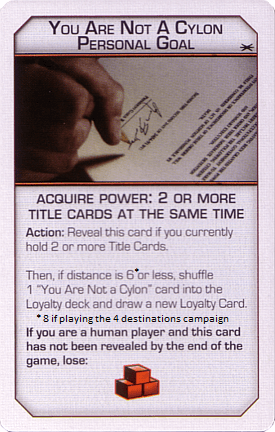 You Are Not A Cylon
Personal Goal
ACQUIRE POWER: 2 OR MORE
TITLE CARDS AT THE SAME TIME
Action: Reveal this card if you currently
hold 2 or more Title Cards.
Then, if distance is 6*or less, shuffle
1 "You Are Not a Cylon" card into the
Loyalty deck and draw a new Loyalty Card.
* 8 if playing the 4 destinations campaign
If you are a human player and this card
has not been revealed by the end of the
game, lose: